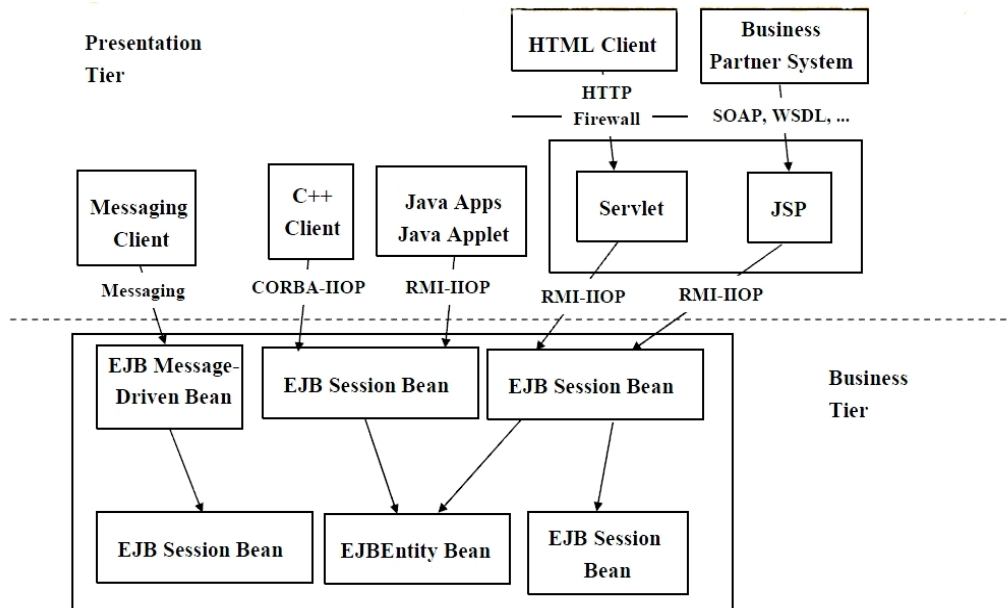 Presentation
Tier
HTML Client
Business
Partner System
HTTP
Firewall
SOAP, WSDL, ...
Messaging
Client
C++
Client
Java Apps
Java Applet
Servlet
JSP
Messaging
CORBA-IIOP
RMI-IIOP
RMI-IIOP
RMI-IIOP
EJB Message-
Driven Bean
EJB Session Bean
EJB Session Bean
Business
Tier
EJB Session Bean
EJBEntity Bean
EJB Session
Bean